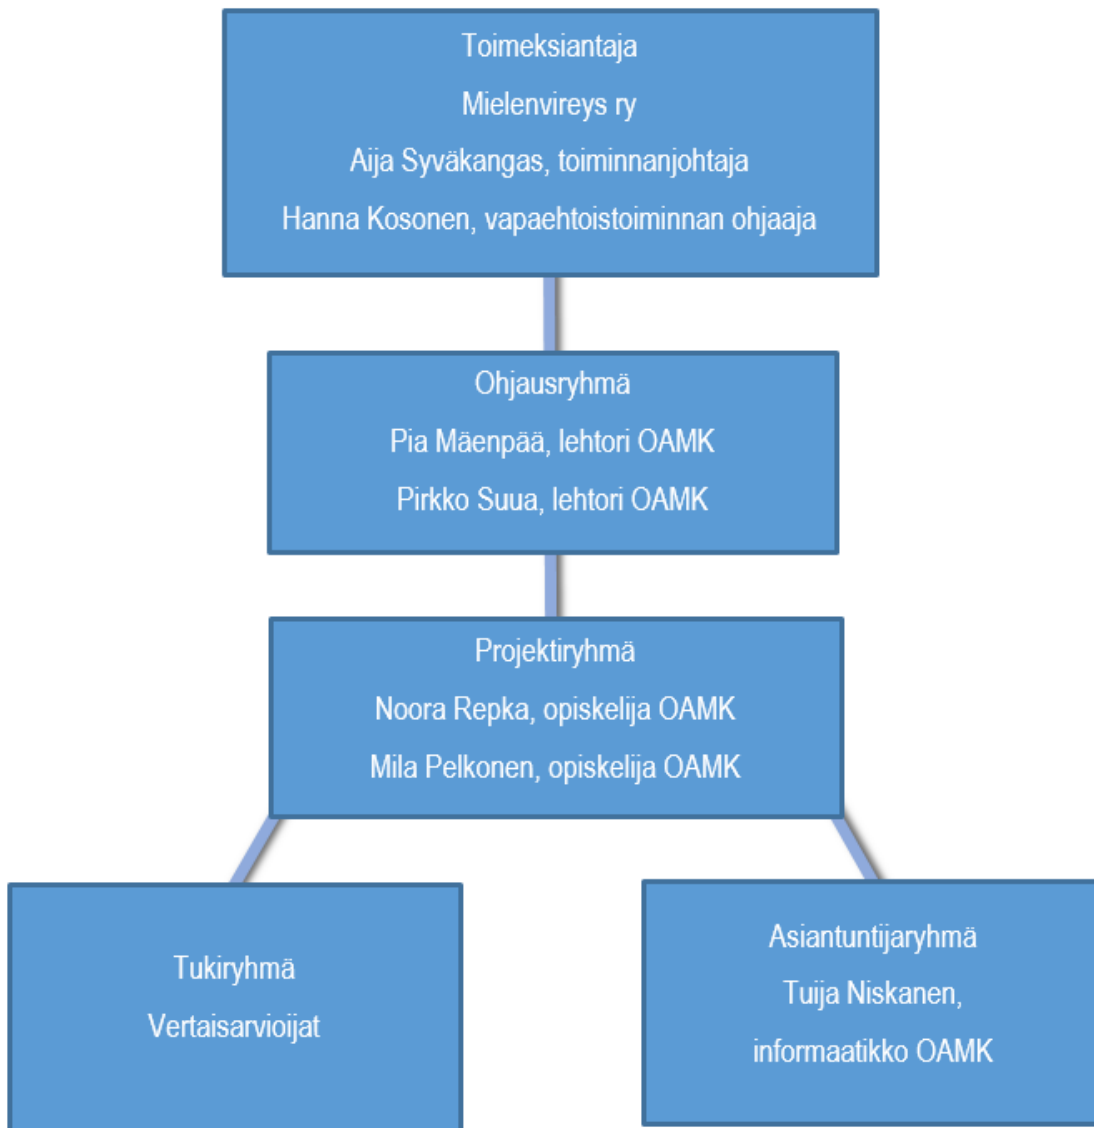 Toimeksiantaja
Mielenvireys ry
Aija Syväkangas, toiminnanjohtaja
Hanna Kosonen, vapaehtoistoiminnan ohjaaja
Ohjausryhmä
Pia Mäenpää, lehtori OAMK
Pirkko Suua, lehtori OAMK
Projektiryhmä
Noora Repka, opiskelija OAMK
Mila Pelkonen, opiskelija OAMK
Tukiryhmä
Vertaisarvioijat
Asiantuntijaryhmä
Tuija Niskanen,
informaatikko OAMK